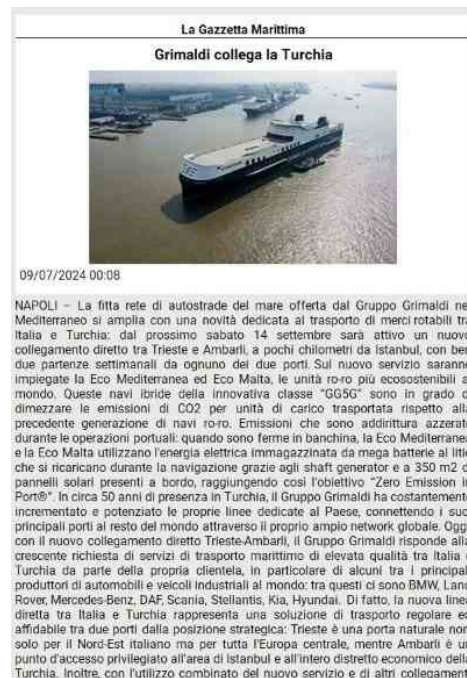 La Gazzetta Marittima
Grimaldi collega la Turchia
09/07/2024 00:08
NAPOLI – La fitta rete di autostrade del mare offerta dal Gruppo Grimaldi ne
Mediterraneo si amplia con una novità dedicata al trasporto di merci rotabili tra
Italia e Turchia: dal prossimo sabato 14 settembre sarà attivo un nuovo
collegamento diretto tra Trieste e Ambarli, a pochi chilometri da Istanbul, con ben
due partenze settimanali da ognuno dei due porti. Sul nuovo servizio saranno
impiegate la Eco Mediterranea ed Eco Malta, le unità ro-ro più ecosostenibili a
mondo. Queste navi ibride della innovativa classe "GG5G" sono in grado d
dimezzare le emissioni di CO2 per unità di carico trasportata rispetto alla
precedente generazione di navi ro-ro. Emissioni che sono addirittura azzerate
durante le operazioni portuali: quando sono ferme in banchina, la Eco Mediterranea
e la Eco Malta utilizzano l'energia elettrica immagazzinata da mega batterie al litio
che si ricaricano durante la navigazione grazie agli shaft generator e a 350 m2 d
pannelli solari presenti a bordo, raggiungendo così l'obiettivo "Zero Emission in
Port®". In circa 50 anni di presenza in Turchia, il Gruppo Grimaldi ha costantemente
incrementato e potenziato le proprie linee dedicate al Paese, connettendo i suoi
principali porti al resto del mondo attraverso il proprio ampio network globale. Oggi
con il nuovo collegamento diretto Trieste-Ambarli, il Gruppo Grimaldi risponde alla
crescente richiesta di servizi di trasporto marittimo di elevata qualità tra Italia e
Turchia da parte della propria clientela, in particolare di alcuni tra i principal
produttori di automobili e veicoli industriali al mondo: tra questi ci sono BMW, Land
Rover, Mercedes-Benz, DAF, Scania, Stellantis, Kia, Hyundai. Di fatto, la nuova linea
diretta tra Italia e Turchia rappresenta una soluzione di trasporto regolare ed
affidabile tra due porti dalla posizione strategica: Trieste è una porta naturale non
solo per il Nord-Est italiano ma per tutta l'Europa centrale, mentre Ambarli è un
punto d'accesso privilegiato all'area di Istanbul e all'intero distretto economico della
Turchia. Inoltre, con l'utilizzo combinato del nuovo servizio e di altri collegamenti